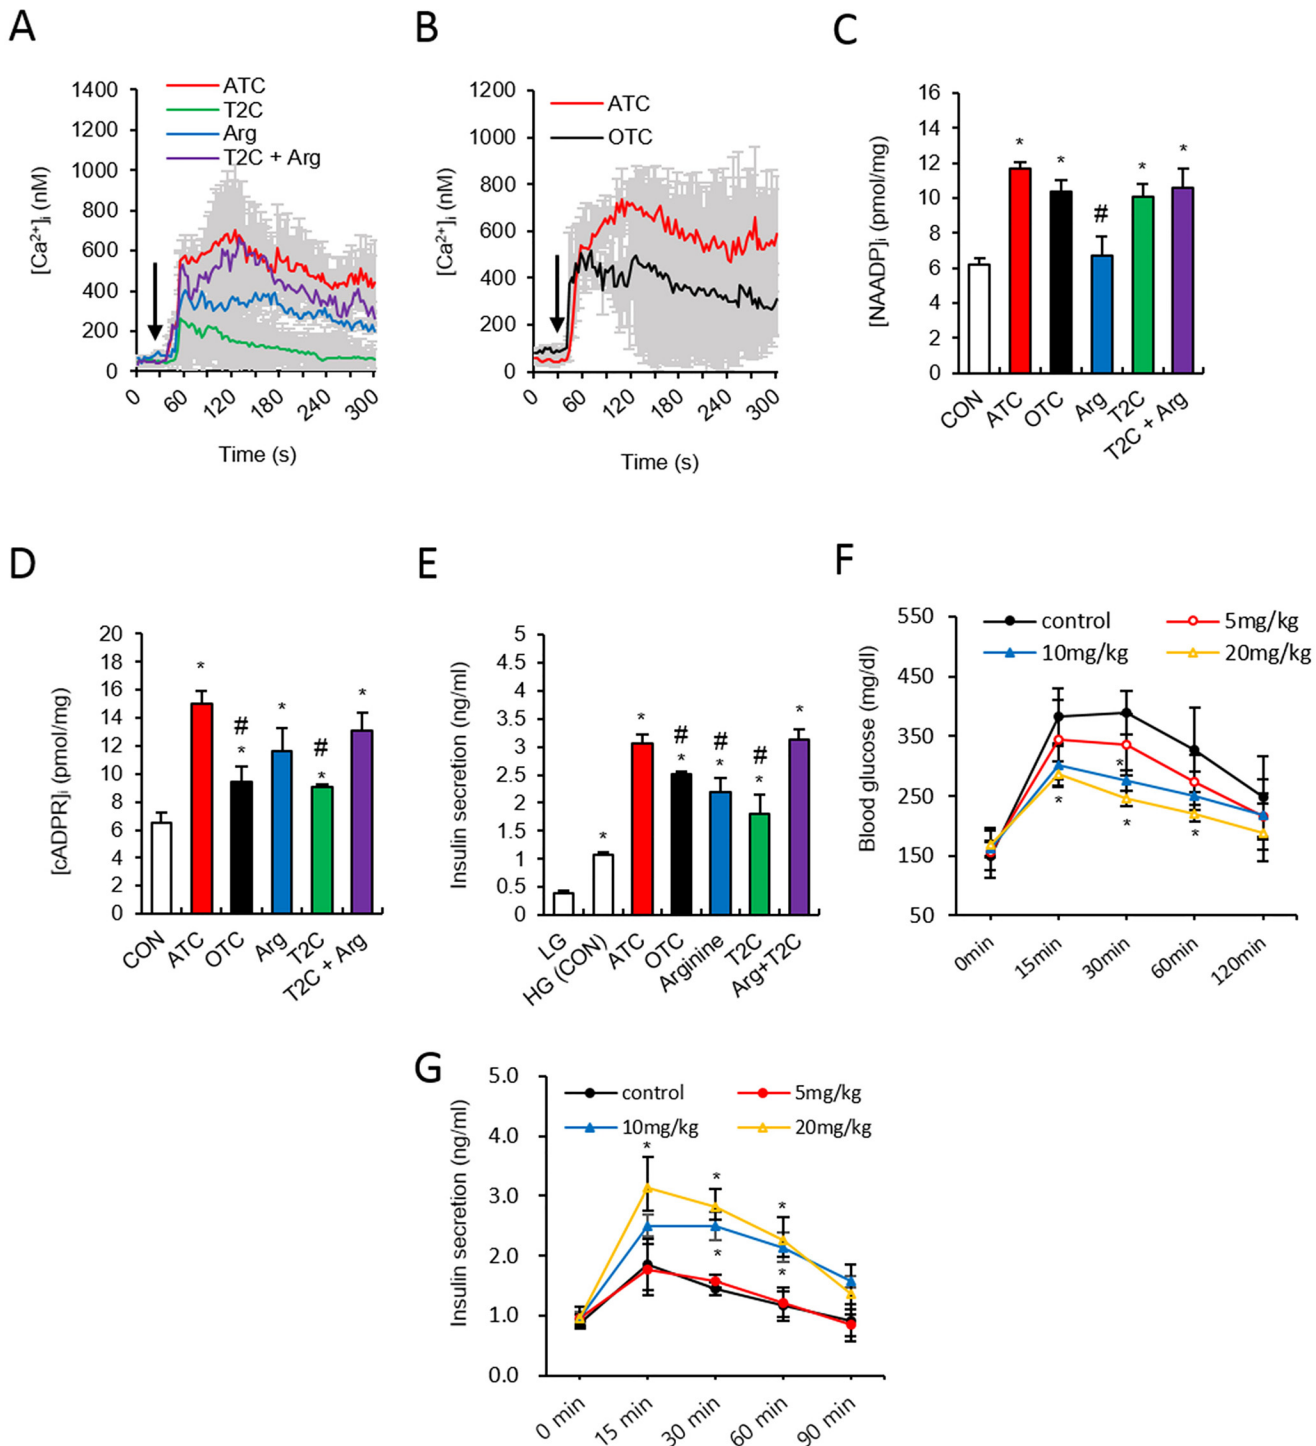 A
1400
1200
1000
800
600
400
200
0
[Ca²⁺]ᵢ (nM)
ATC
T2C
Arg
T2C + Arg
0
60
120
180
240
300
Time (s)
B
1200
1000
800
600
400
200
0
[Ca²⁺]ᵢ (nM)
ATC
OTC
0
60
120
180
240
300
Time (s)
C
16
14
12
10
8
6
4
2
0
[NAADP]ᵢ (pmol/mg)
*
*
#
*
*
CON
ATC
OTC
Arg
T2C
T2C + Arg
D
20
18
16
14
12
10
8
6
4
2
0
[cADPR]ᵢ (pmol/mg)
*
#
*
*
#
*
*
CON
ATC
OTC
Arg
T2C
T2C + Arg
E
5
4.5
4
3.5
3
2.5
2
1.5
1
0.5
0
Insulin secretion (ng/ml)
*
*
#
*
#
*
#
*
*
LG
HG (CON)
ATC
OTC
Arginine
T2C
Arg+T2C
F
550
450
350
250
150
50
Blood glucose (mg/dl)
control
5mg/kg
10mg/kg
20mg/kg
*
*
*
*
0min
15min
30min
60min
120min
G
5.0
4.0
3.0
2.0
1.0
0.0
Insulin secretion (ng/ml)
control
5mg/kg
10mg/kg
20mg/kg
*
*
*
*
*
0 min
15 min
30 min
60 min
90 min